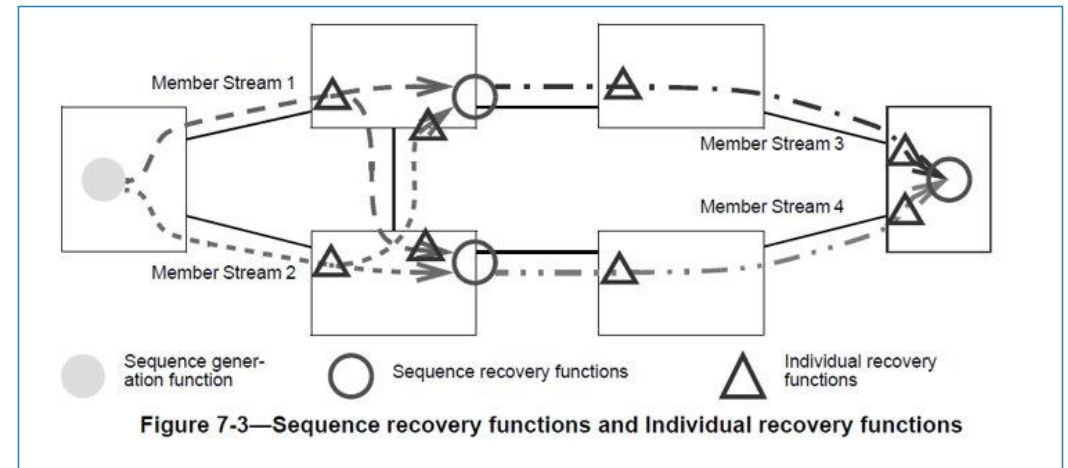 Member Stream 1
Member Stream 3
Member Stream 4
Member Stream 2
Sequence gener-
ation function
Sequence recovery functions
Individual recovery
functions
Figure 7-3—Sequence recovery functions and Individual recovery functions